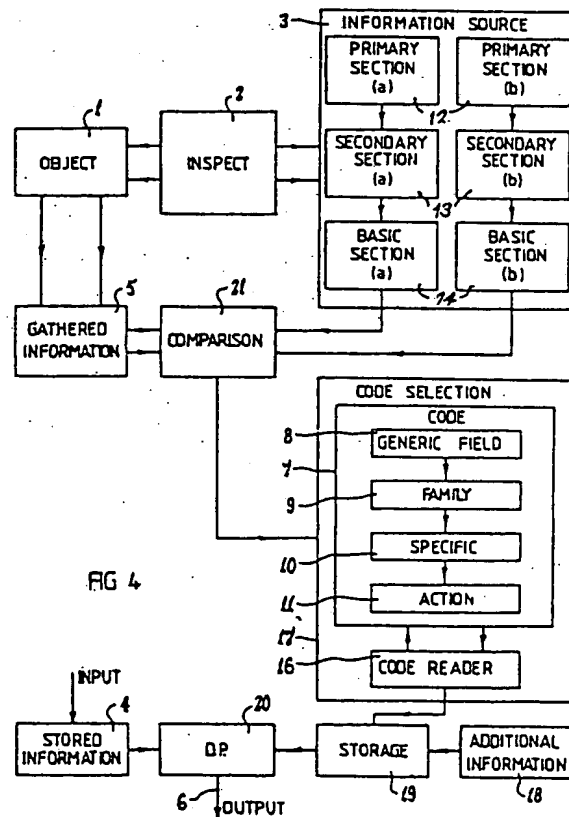 3 INFORMATION SOURCE
PRIMARY SECTION (a)
PRIMARY SECTION (b)
12
1
2
OBJECT
INSPECT
SECONDARY SECTION (a)
SECONDARY SECTION (b)
13
BASIC SECTION (a)
BASIC SECTION (b)
14
5
21
GATHERED INFORMATION
COMPARISON
CODE SELECTION
CODE
8 GENERIC FIELD
7
9 FAMILY
10 SPECIFIC
11 ACTION
FIG 4
17
16 CODE READER
INPUT
4
20
STORED INFORMATION
D.P.
STORAGE
ADDITIONAL INFORMATION
6 OUTPUT
19
18